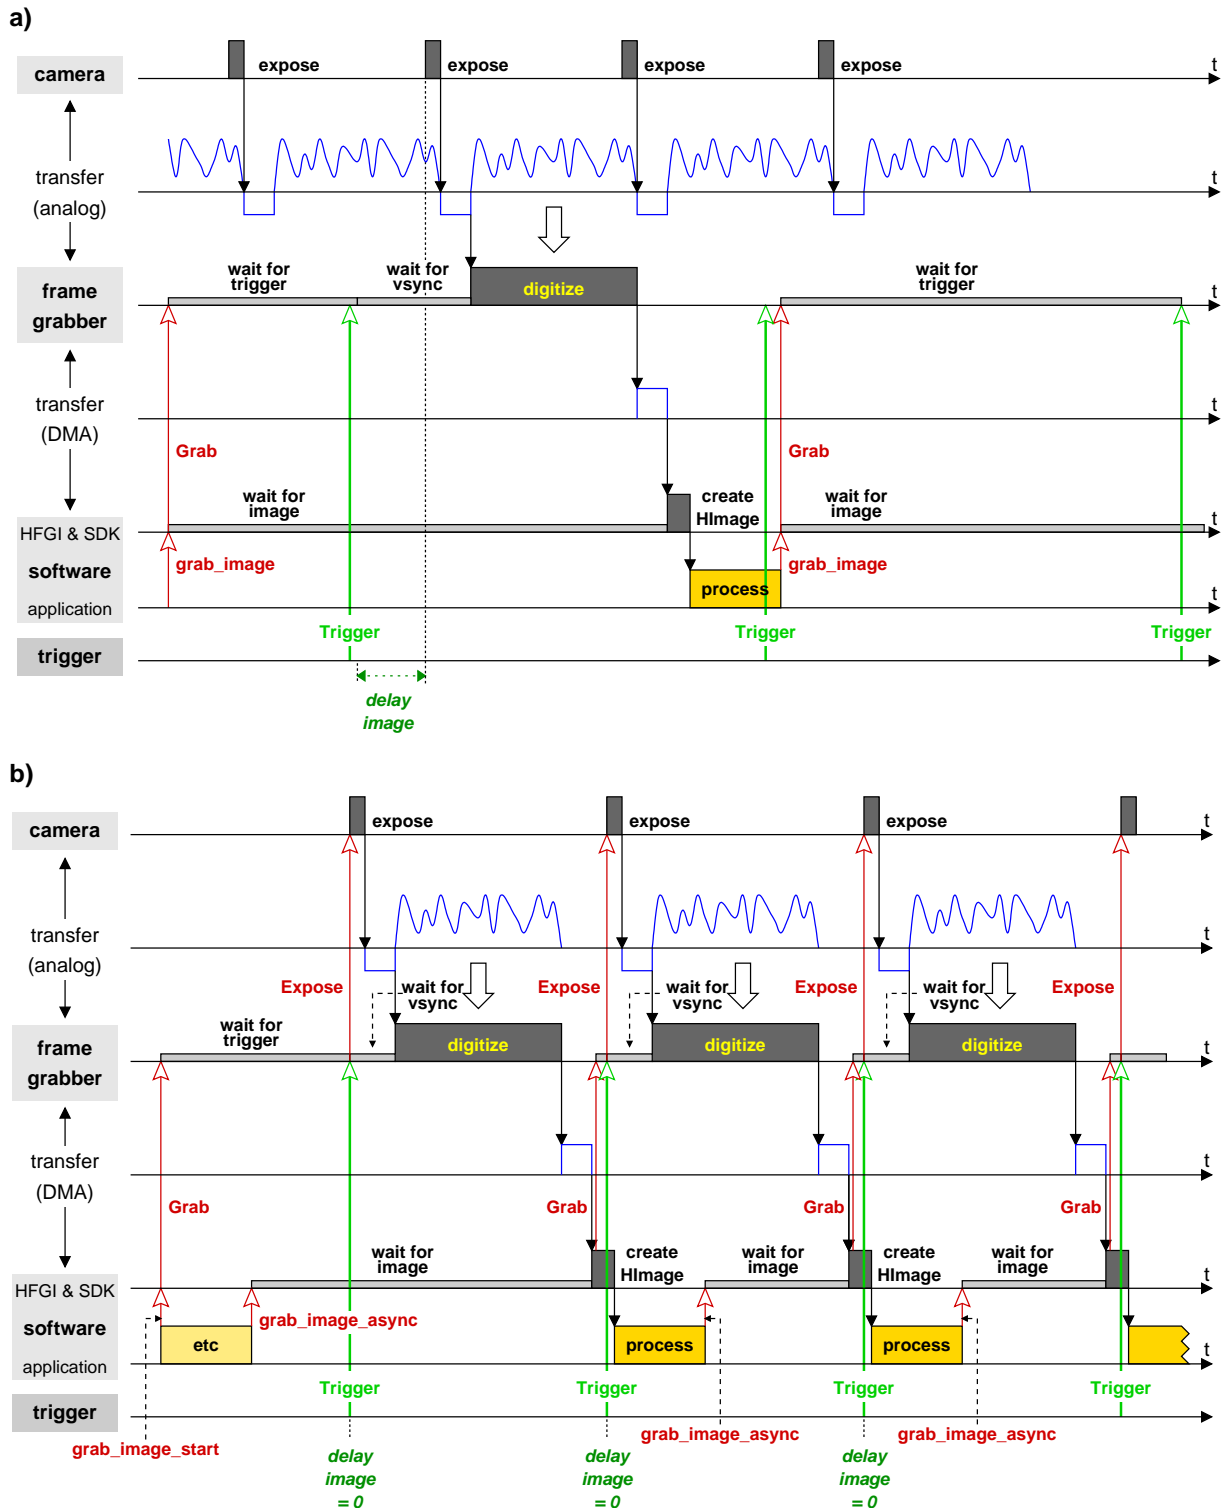 a)
expose
expose
expose
expose
t
camera
transfer
(analog)
t
wait for
trigger
wait for
vsync
digitize
wait for
trigger
t
frame
grabber
transfer
(DMA)
t
Grab
Grab
wait for
image
create
HImage
wait for
image
t
HFGI & SDK
software
application
grab_image
grab_image
process
t
Trigger
Trigger
Trigger
trigger
delay
image
b)
expose
expose
expose
t
camera
transfer
(analog)
t
Expose
Expose
Expose
wait for
vsync
wait for
vsync
wait for
vsync
wait for
trigger
digitize
digitize
digitize
t
frame
grabber
transfer
(DMA)
t
Grab
Grab
Grab
Grab
wait for
image
create
HImage
wait for
image
create
HImage
wait for
image
t
HFGI & SDK
software
application
grab_image_async
etc
process
process
t
Trigger
Trigger
Trigger
Trigger
trigger
grab_image_start
grab_image_async
grab_image_async
delay
image
= 0
delay
image
= 0
delay
image
= 0